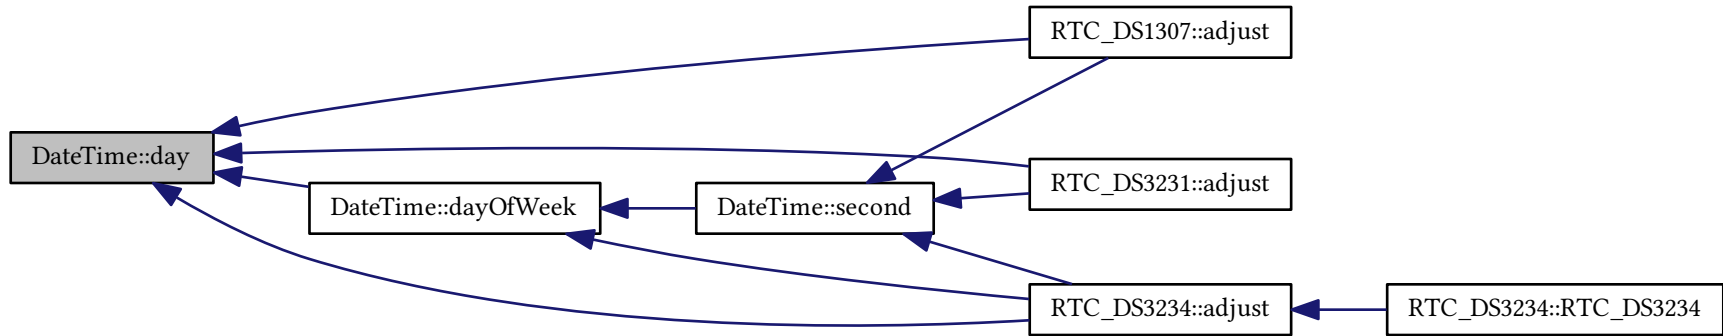 RTC_DS1307::adjust
DateTime::day
RTC_DS3231::adjust
DateTime::dayOfWeek
DateTime::second
RTC_DS3234::adjust
RTC_DS3234::RTC_DS3234